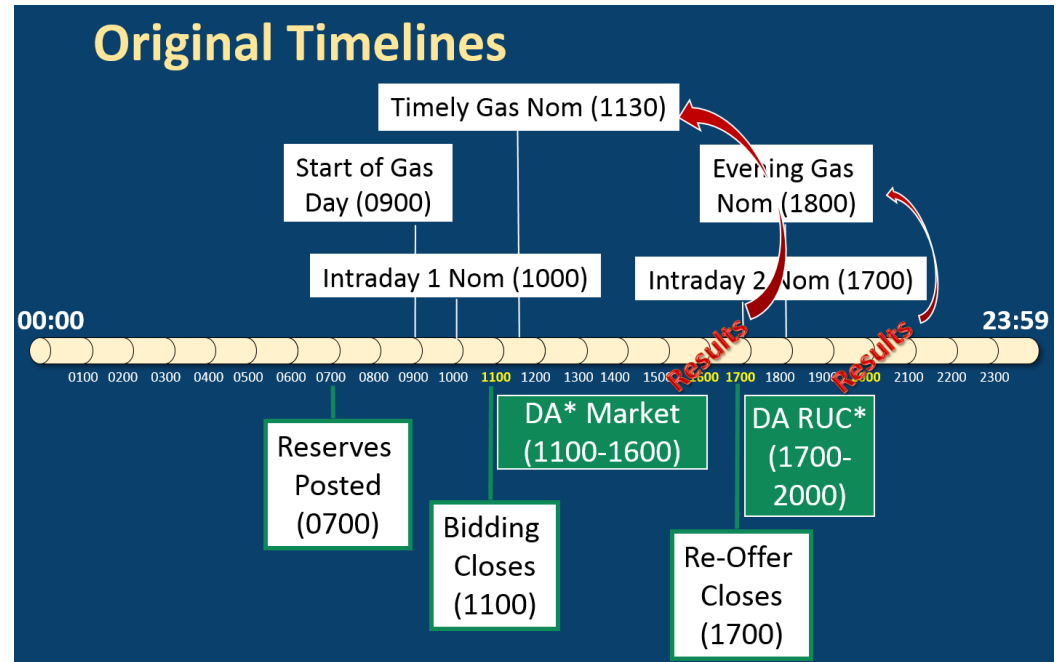 Original Timelines
Timely Gas Nom (1130)
Start of Gas
Day (0900)
Evening Gas
Nom (1800)
Intraday 1 Nom (1000)
Intraday 2 Nom (1700)
00:00
23:59
Results
Results
0100 0200 0300 0400 0500 0600 0700 0800 0900 1000 1100 1200 1300 1400 1500 1600 1700 1800 1900 2000 2100 2200 2300
Reserves
Posted
(0700)
Bidding
Closes
(1100)
DA* Market
(1100-1600)
DA RUC*
(1700-
2000)
Re-Offer
Closes
(1700)